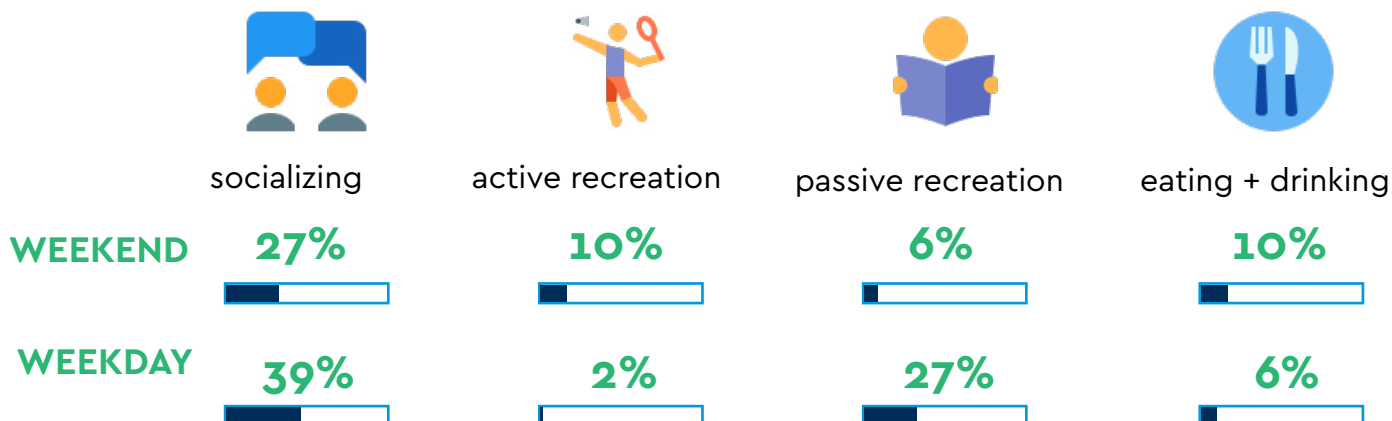 socializing
active recreation
passive recreation
eating + drinking
WEEKEND
27%
10%
6%
10%
WEEKDAY
39%
2%
27%
6%